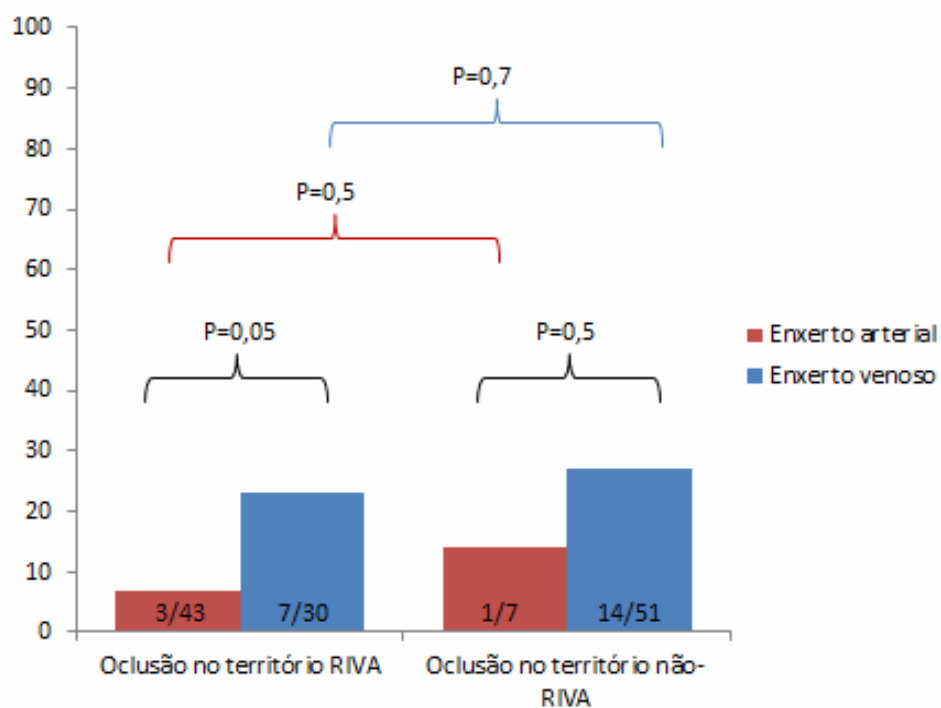 100
90
80
70
60
50
40
30
20
10
0
P=0,7
P=0,5
P=0,05
P=0,5
3/43
7/30
1/7
14/51
Oclusão no território RIVA
Oclusão no território não-
RIVA
Enxerto arterial
Enxerto venoso